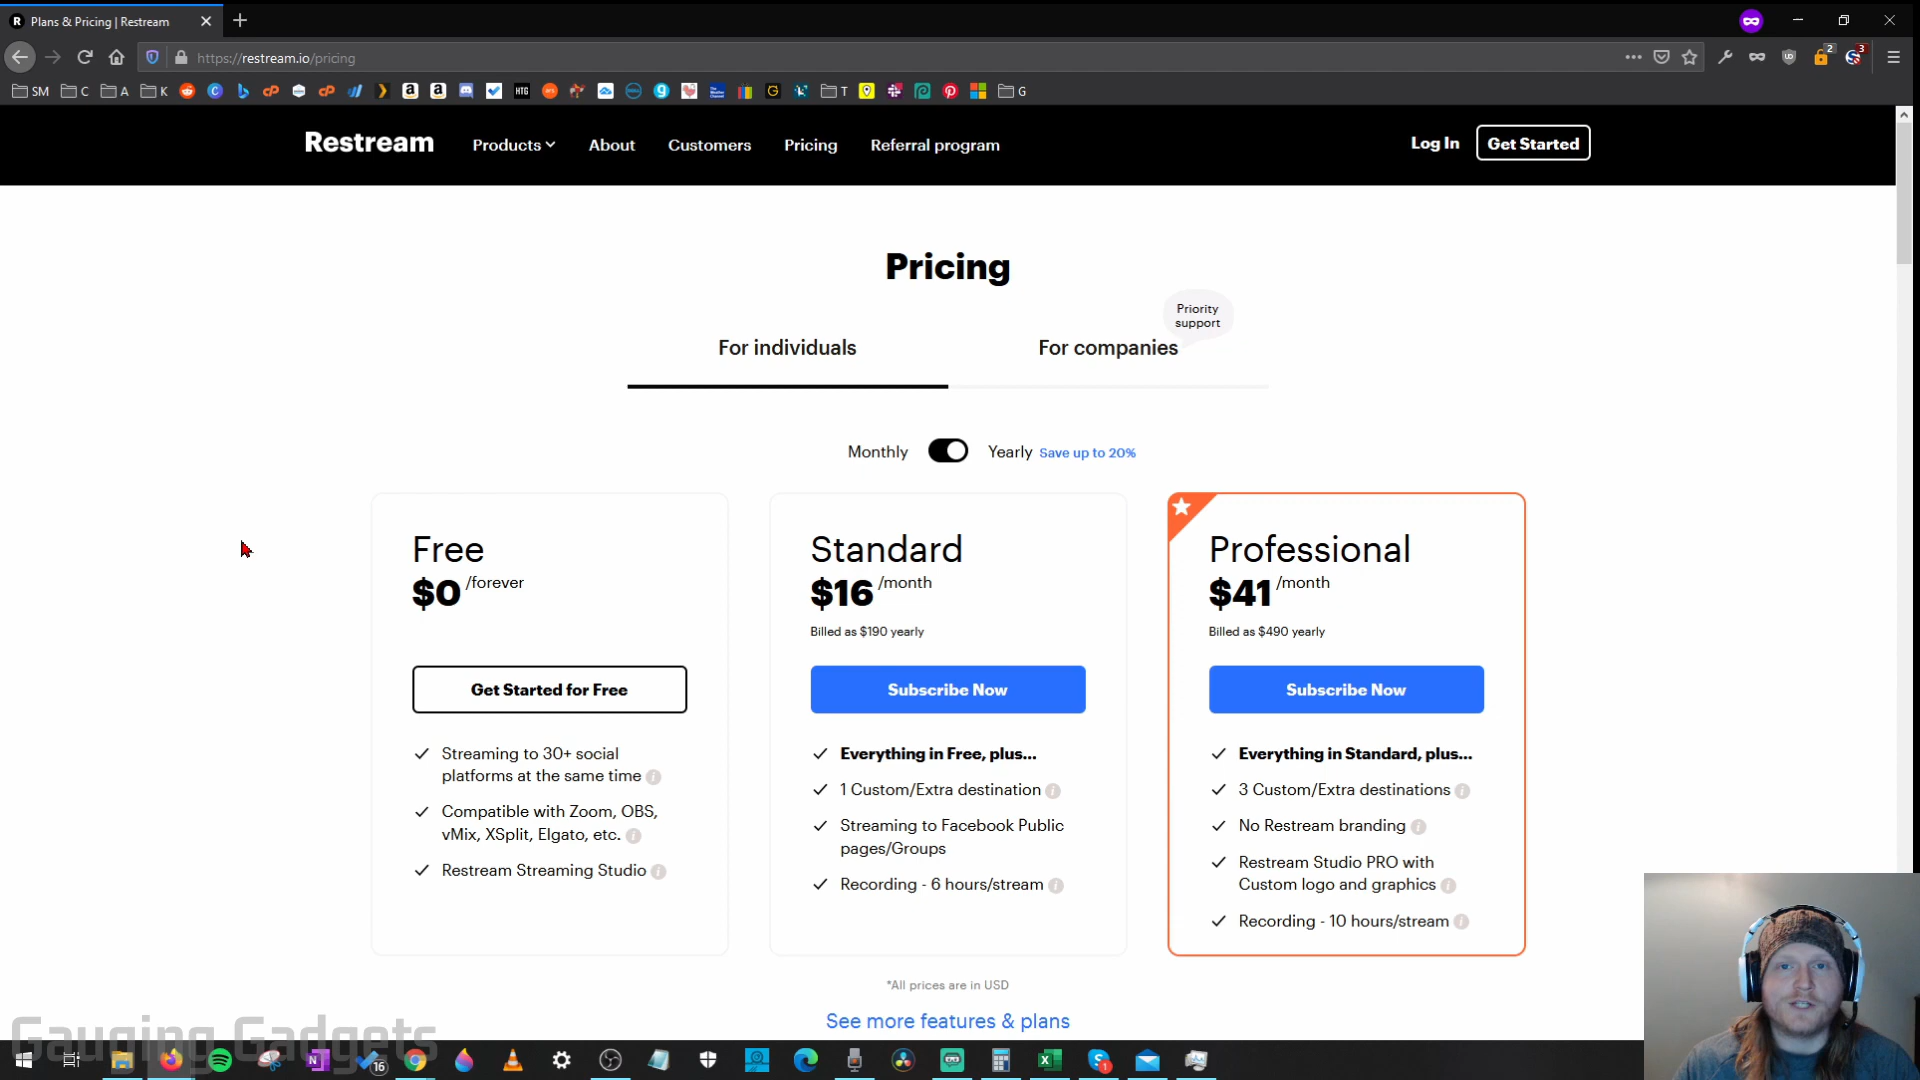 R Plans & Pricing | Restream
https://restream.io/pricing
2
3
SM C A K HTG T G
Restream
Products
About
Customers
Pricing
Referral program
Log In
Get Started
Pricing
Priority
support
For individuals
For companies
Monthly
Yearly Save up to 20%
Free
$0 /forever
Get Started for Free
Streaming to 30+ social
platforms at the same time
Compatible with Zoom, OBS,
vMix, XSplit, Elgato, etc.
Restream Streaming Studio
Standard
$16 /month
Billed as $190 yearly
Subscribe Now
Everything in Free, plus...
1 Custom/Extra destination
Streaming to Facebook Public
pages/Groups
Recording - 6 hours/stream
Professional
$41 /month
Billed as $490 yearly
Subscribe Now
Everything in Standard, plus...
3 Custom/Extra destinations
No Restream branding
Restream Studio PRO with
Custom logo and graphics
Recording - 10 hours/stream
*All prices are in USD
See more features & plans
Gauging Gadgets
16
1